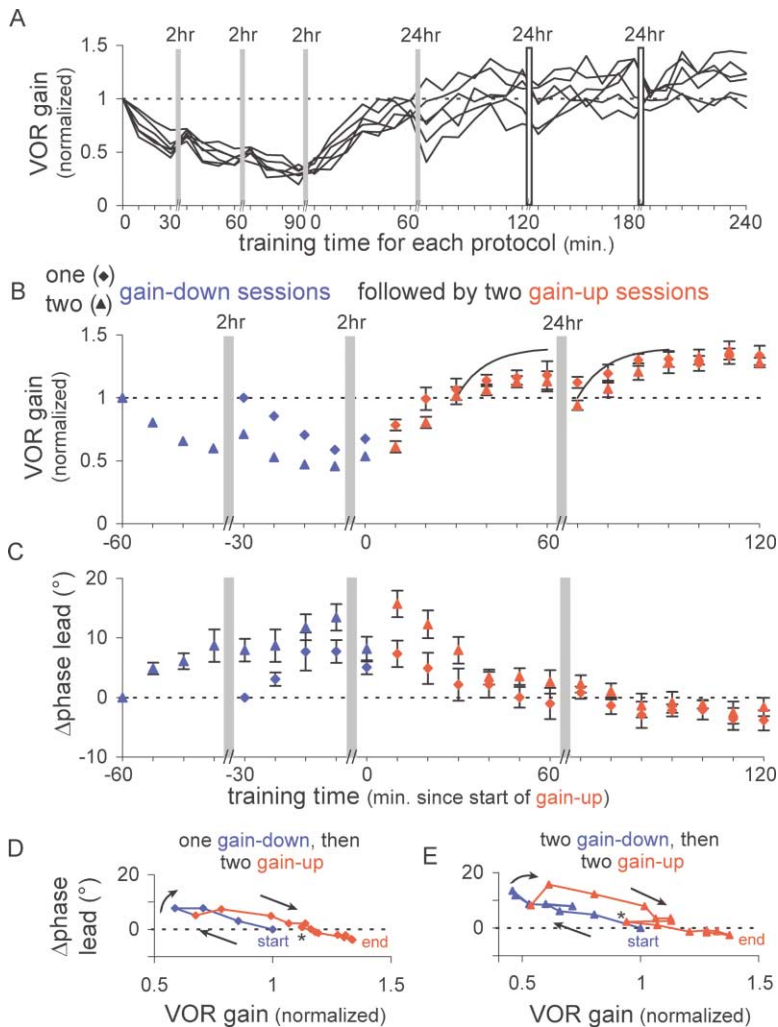 A
2hr 2hr 2hr 24hr 24hr 24hr
1.5
1
0.5
0
VOR gain
(normalized)
0 30 60 90 0 60 120 180 240
training time for each protocol (min.)
B
one (♦)
two (▲)
gain-down sessions followed by two gain-up sessions
2hr 2hr 24hr
1.5
1
0.5
0
VOR gain
(normalized)
-60 -30 0 60 120
C
20
10
0
-10
Δphase lead (°)
-60 -30 0 60 120
training time (min. since start of gain-up)
D
one gain-down, then
two gain-up
20
0
Δphase
lead (°)
start
*
end
0.5 1 1.5
VOR gain (normalized)
E
two gain-down, then
two gain-up
20
0
*
start
end
0.5 1 1.5
VOR gain (normalized)